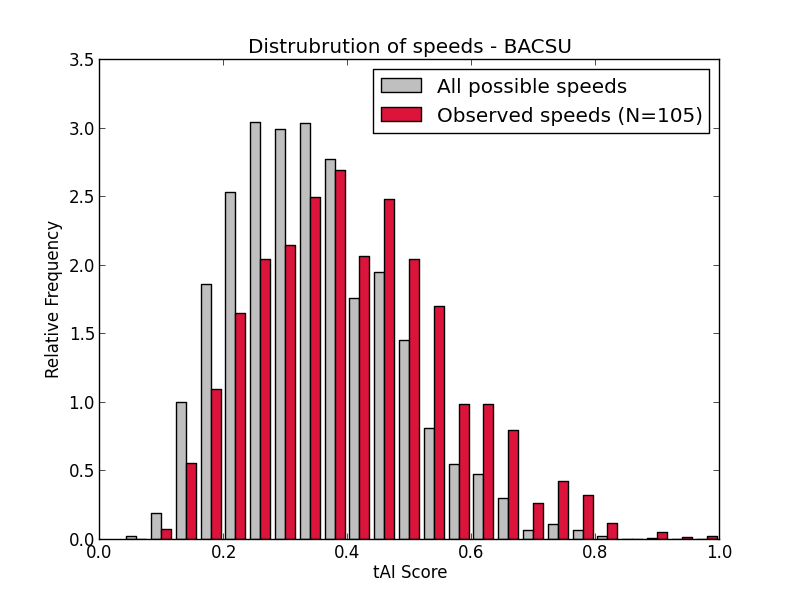 Distrubrution of speeds - BACSU
All possible speeds
Observed speeds (N=105)
Relative Frequency
3.5
3.0
2.5
2.0
1.5
1.0
0.5
0.0
0.0 0.2 0.4 0.6 0.8 1.0
tAI Score